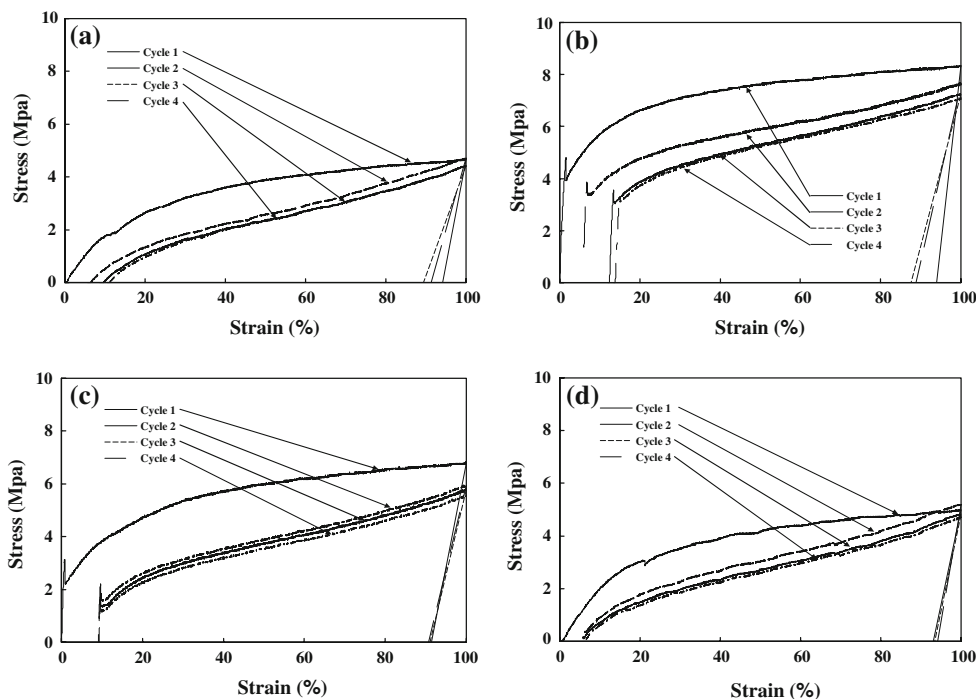 (a)
Cycle 1
Cycle 2
Cycle 3
Cycle 4
Stress (Mpa)
10
8
6
4
2
0
0 20 40 60 80 100
Strain (%)
(b)
Cycle 1
Cycle 2
Cycle 3
Cycle 4
Stress (Mpa)
10
8
6
4
2
0
0 20 40 60 80 100
Strain (%)
(c)
Cycle 1
Cycle 2
Cycle 3
Cycle 4
Stress (Mpa)
10
8
6
4
2
0
0 20 40 60 80 100
Strain (%)
(d)
Cycle 1
Cycle 2
Cycle 3
Cycle 4
Stress (Mpa)
10
8
6
4
2
0
0 20 40 60 80 100
Strain (%)